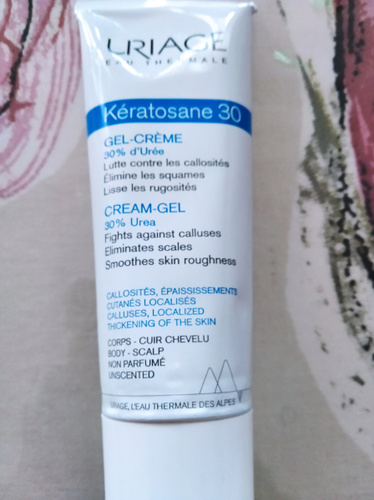 URIAGE
EAU THERMALE
Kératosane 30
GEL-CRÈME
30% d'Urée
Lutte contre les callosités
Élimine les squames
Lisse les rugosités
CREAM-GEL
30% Urea
Fights against calluses
Eliminates scales
Smoothes skin roughness
CALLOSITÉS, ÉPAISSISSEMENTS
CUTANÉS LOCALISÉS
CALLUSES, LOCALIZED
THICKENING OF THE SKIN
CORPS - CUIR CHEVELU
BODY - SCALP
NON PARFUMÉ
UNSCENTED
URIAGE, L'EAU THERMALE DES ALPES